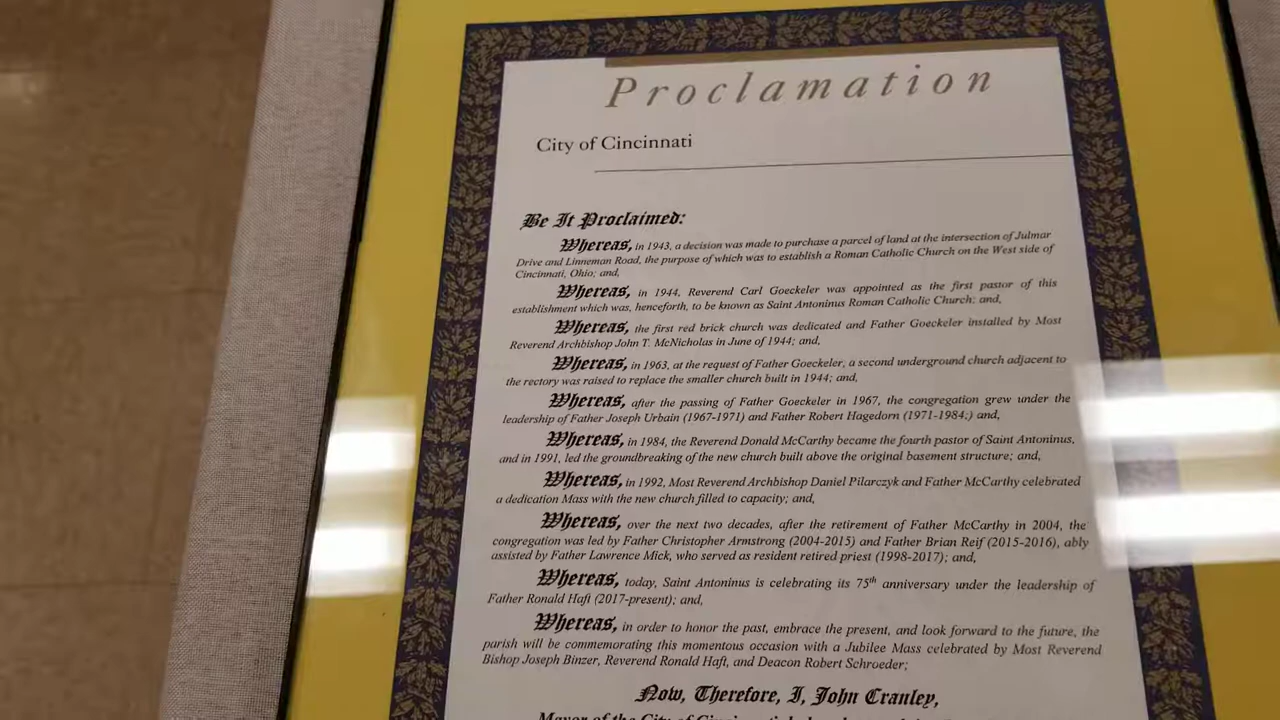 Proclamation
City of Cincinnati
Be It Proclaimed:
Whereas, in 1943, a decision was made to purchase a parcel of land at the intersection of Julmar
Drive and Linneman Road, the purpose of which was to establish a Roman Catholic Church on the West side of
Cincinnati, Ohio; and,
Whereas, in 1944, Reverend Carl Goeckeler was appointed as the first pastor of this
establishment which was, henceforth, to be known as Saint Antoninus Roman Catholic Church; and,
Whereas, the first red brick church was dedicated and Father Goeckeler installed by Most
Reverend Archbishop John T. McNicholas in June of 1944; and,
Whereas, in 1963, at the request of Father Goeckeler, a second underground church adjacent to
the rectory was raised to replace the smaller church built in 1944; and,
Whereas, after the passing of Father Goeckeler in 1967, the congregation grew under the
leadership of Father Joseph Urbain (1967-1971) and Father Robert Hagedorn (1971-1984;) and,
Whereas, in 1984, the Reverend Donald McCarthy became the fourth pastor of Saint Antoninus,
and in 1991, led the groundbreaking of the new church built above the original basement structure; and,
Whereas, in 1992, Most Reverend Archbishop Daniel Pilarczyk and Father McCarthy celebrated
a dedication Mass with the new church filled to capacity; and,
Whereas, over the next two decades, after the retirement of Father McCarthy in 2004, the
congregation was led by Father Christopher Armstrong (2004-2015) and Father Brian Reif (2015-2016), ably
assisted by Father Lawrence Mick, who served as resident retired priest (1998-2017); and,
Whereas, today, Saint Antoninus is celebrating its 75th anniversary under the leadership of
Father Ronald Haft (2017-present); and,
Whereas, in order to honor the past, embrace the present, and look forward to the future, the
parish will be commemorating this momentous occasion with a Jubilee Mass celebrated by Most Reverend
Bishop Joseph Binzer, Reverend Ronald Haft, and Deacon Robert Schroeder;
Now, Therefore, I, John Cranley,
Mayor of the City of Cincinnati